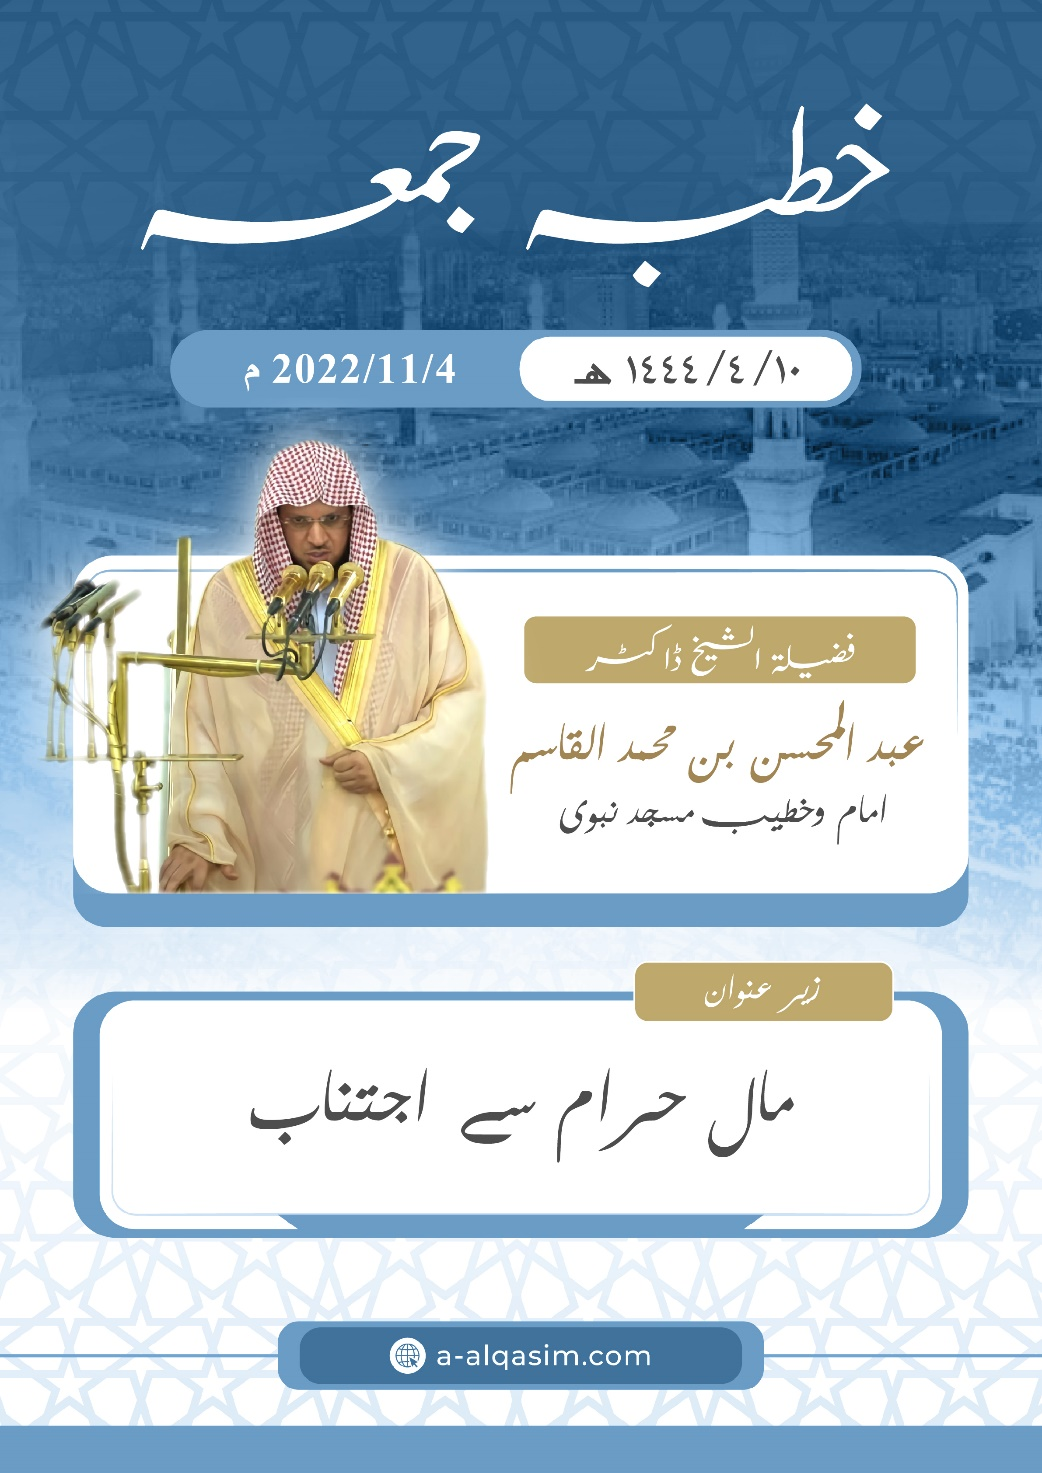 خطبہ جمعہ
١٠/٤/١٤٤٤ هـ
2022/11/4 م
فضیلۃ الشیخ ڈاکٹر
عبد المحسن بن محمد القاسم
امام وخطیب مسجد نبوی
زیر عنوان
مال حرام سے اجتناب
a-alqasim.com